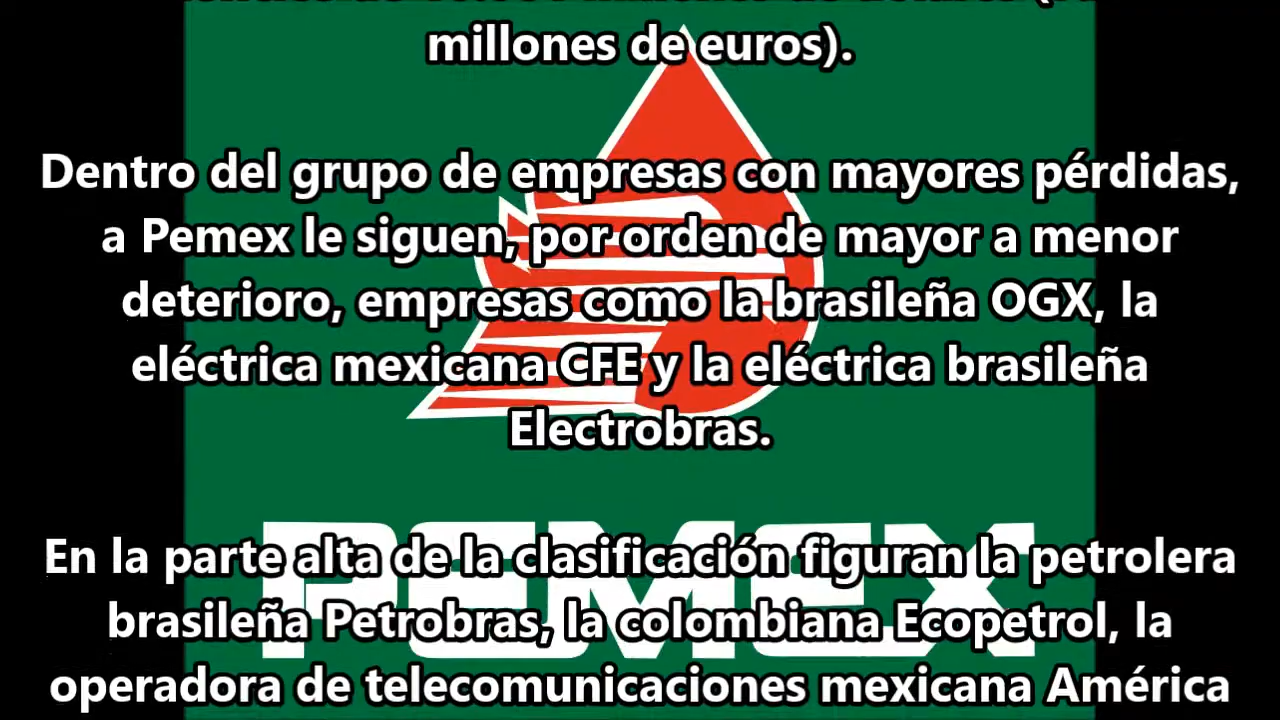 millones de euros).
Dentro del grupo de empresas con mayores pérdidas,
a Pemex le siguen, por orden de mayor a menor
deterioro, empresas como la brasileña OGX, la
eléctrica mexicana CFE y la eléctrica brasileña
Electrobras.
PEMEX
En la parte alta de la clasificación figuran la petrolera
brasileña Petrobras, la colombiana Ecopetrol, la
operadora de telecomunicaciones mexicana América